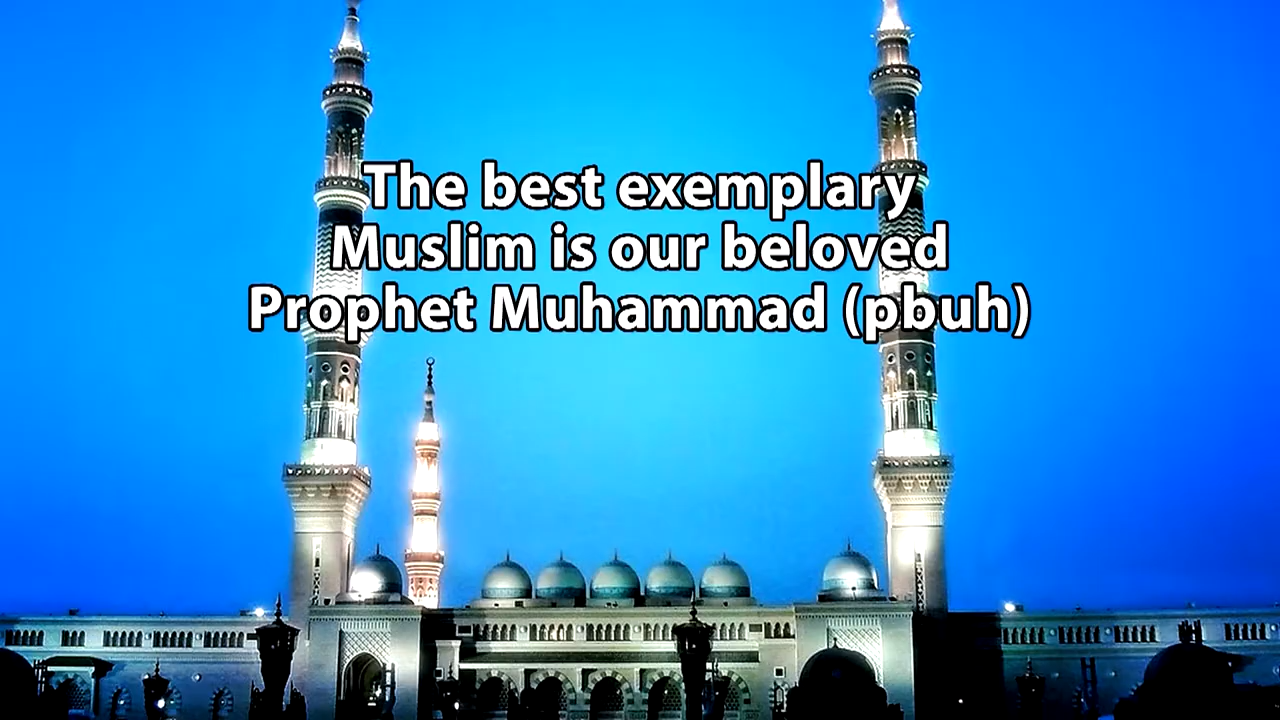 The best exemplary
Muslim is our beloved
Prophet Muhammad (pbuh)